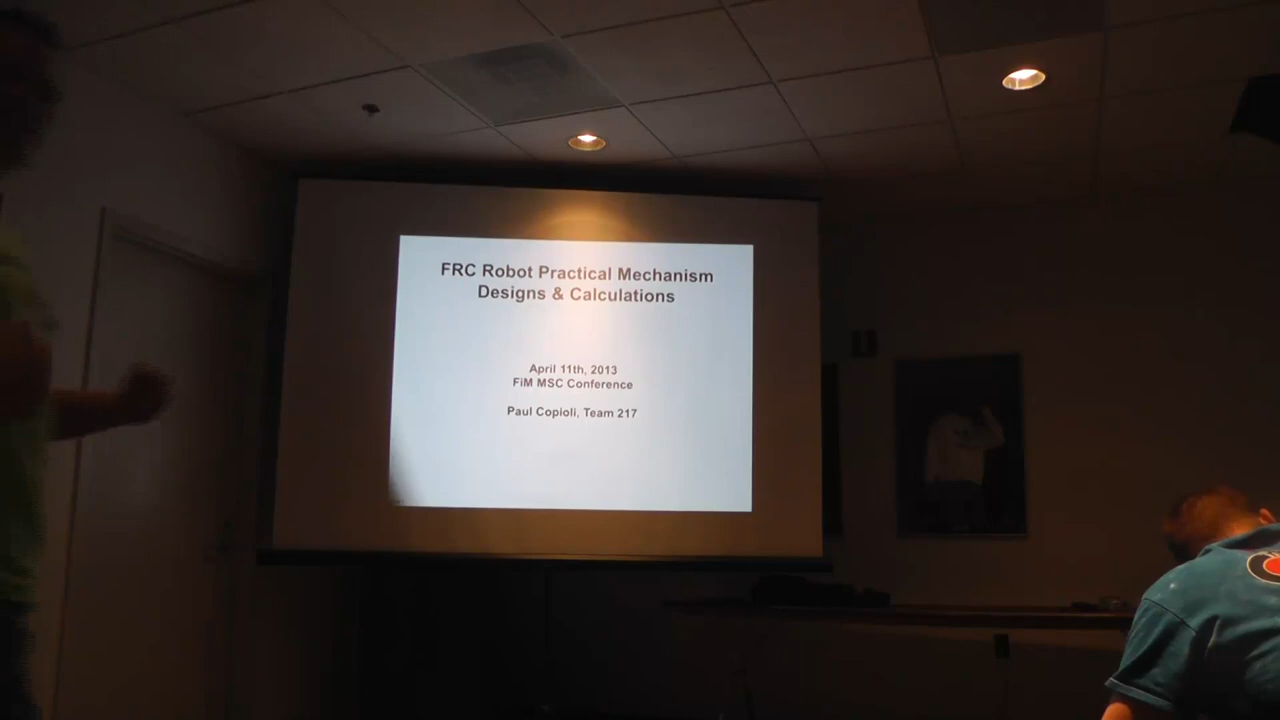 FRC Robot Practical Mechanism
Designs & Calculations
April 11th, 2013
FiM MSC Conference
Paul Copioli, Team 217